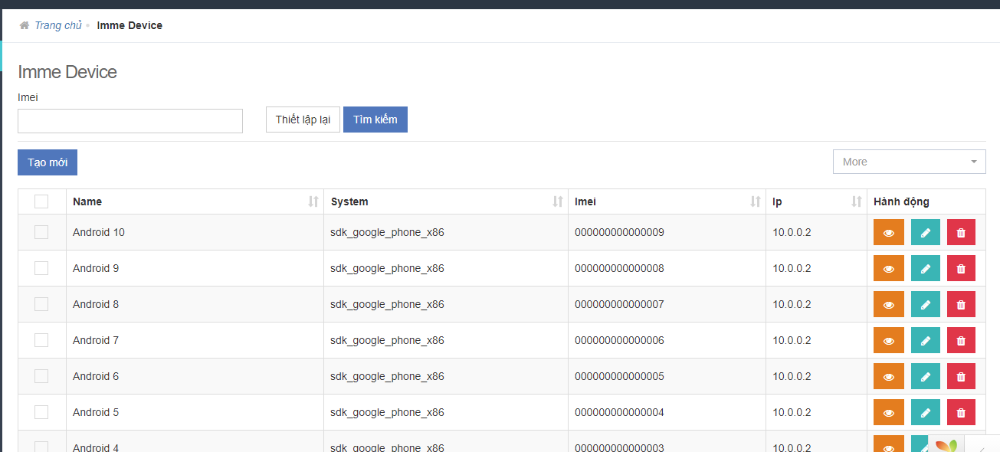 Trang chủ Imme Device
Imme Device
Imei
Thiết lập lại Tìm kiếm
Tạo mới More
Name System Imei Ip Hành động
Android 10 sdk_google_phone_x86 000000000000009 10.0.0.2
Android 9 sdk_google_phone_x86 000000000000008 10.0.0.2
Android 8 sdk_google_phone_x86 000000000000007 10.0.0.2
Android 7 sdk_google_phone_x86 000000000000006 10.0.0.2
Android 6 sdk_google_phone_x86 000000000000005 10.0.0.2
Android 5 sdk_google_phone_x86 000000000000004 10.0.0.2
Android 4 sdk_google_phone_x86 000000000000003 10.0.0.2